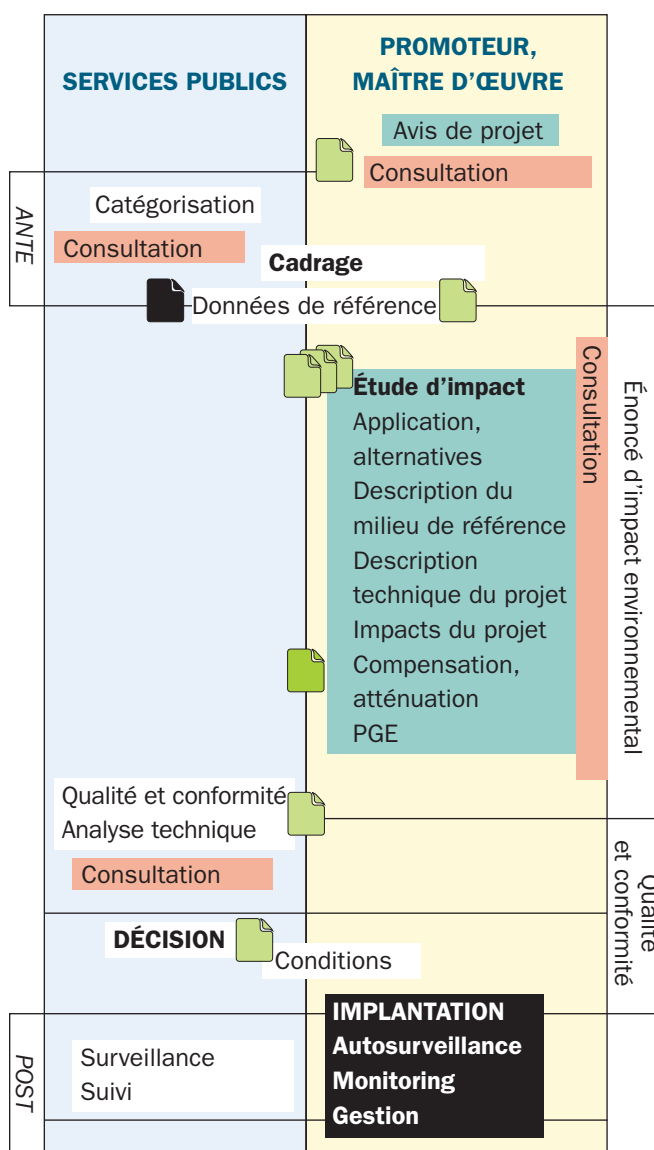 SERVICES PUBLICS
PROMOTEUR,
MAÎTRE D’ŒUVRE
Avis de projet
Consultation
ANTE
Catégorisation
Consultation
Cadrage
Données de référence
Étude d’impact
Application,
alternatives
Description du
milieu de référence
Description
technique du projet
Impacts du projet
Compensation,
atténuation
PGE
Consultation
Énoncé d’impact environnemental
Qualité et conformité
Analyse technique
Consultation
Qualité
et conformité
DÉCISION
Conditions
IMPLANTATION
Autosurveillance
Monitoring
Gestion
POST
Surveillance
Suivi